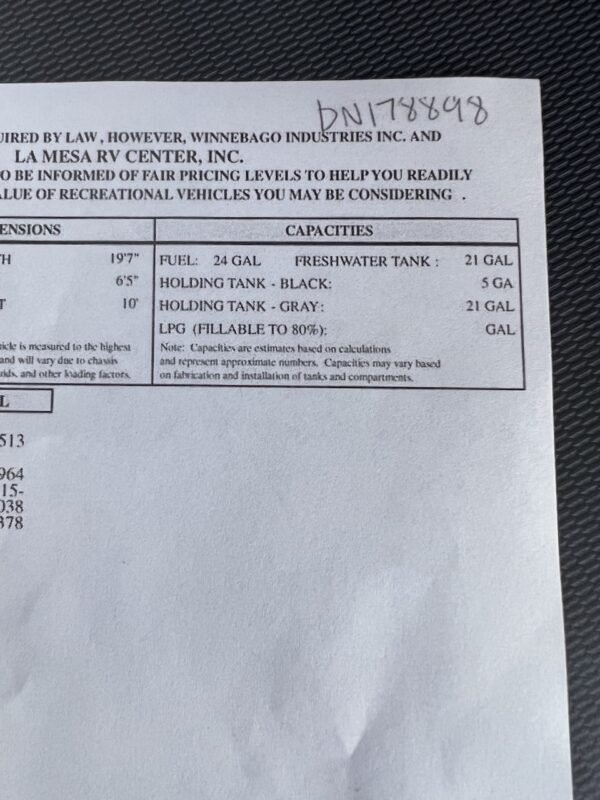 DN178898
UIRED BY LAW , HOWEVER, WINNEBAGO INDUSTRIES INC. AND
LA MESA RV CENTER, INC.
O BE INFORMED OF FAIR PRICING LEVELS TO HELP YOU READILY
ALUE OF RECREATIONAL VEHICLES YOU MAY BE CONSIDERING .
ENSIONS
TH 19'7"
6'5"
T 10'
icle is measured to the highest
and will vary due to chassis
rids, and other loading factors.
CAPACITIES
FUEL: 24 GAL FRESHWATER TANK : 21 GAL
HOLDING TANK - BLACK: 5 GA
HOLDING TANK - GRAY: 21 GAL
LPG (FILLABLE TO 80%): GAL
Note: Capacities are estimates based on calculations
and represent approximate numbers. Capacities may vary based
on fabrication and installation of tanks and compartments.
L
513
964
15-
038
378